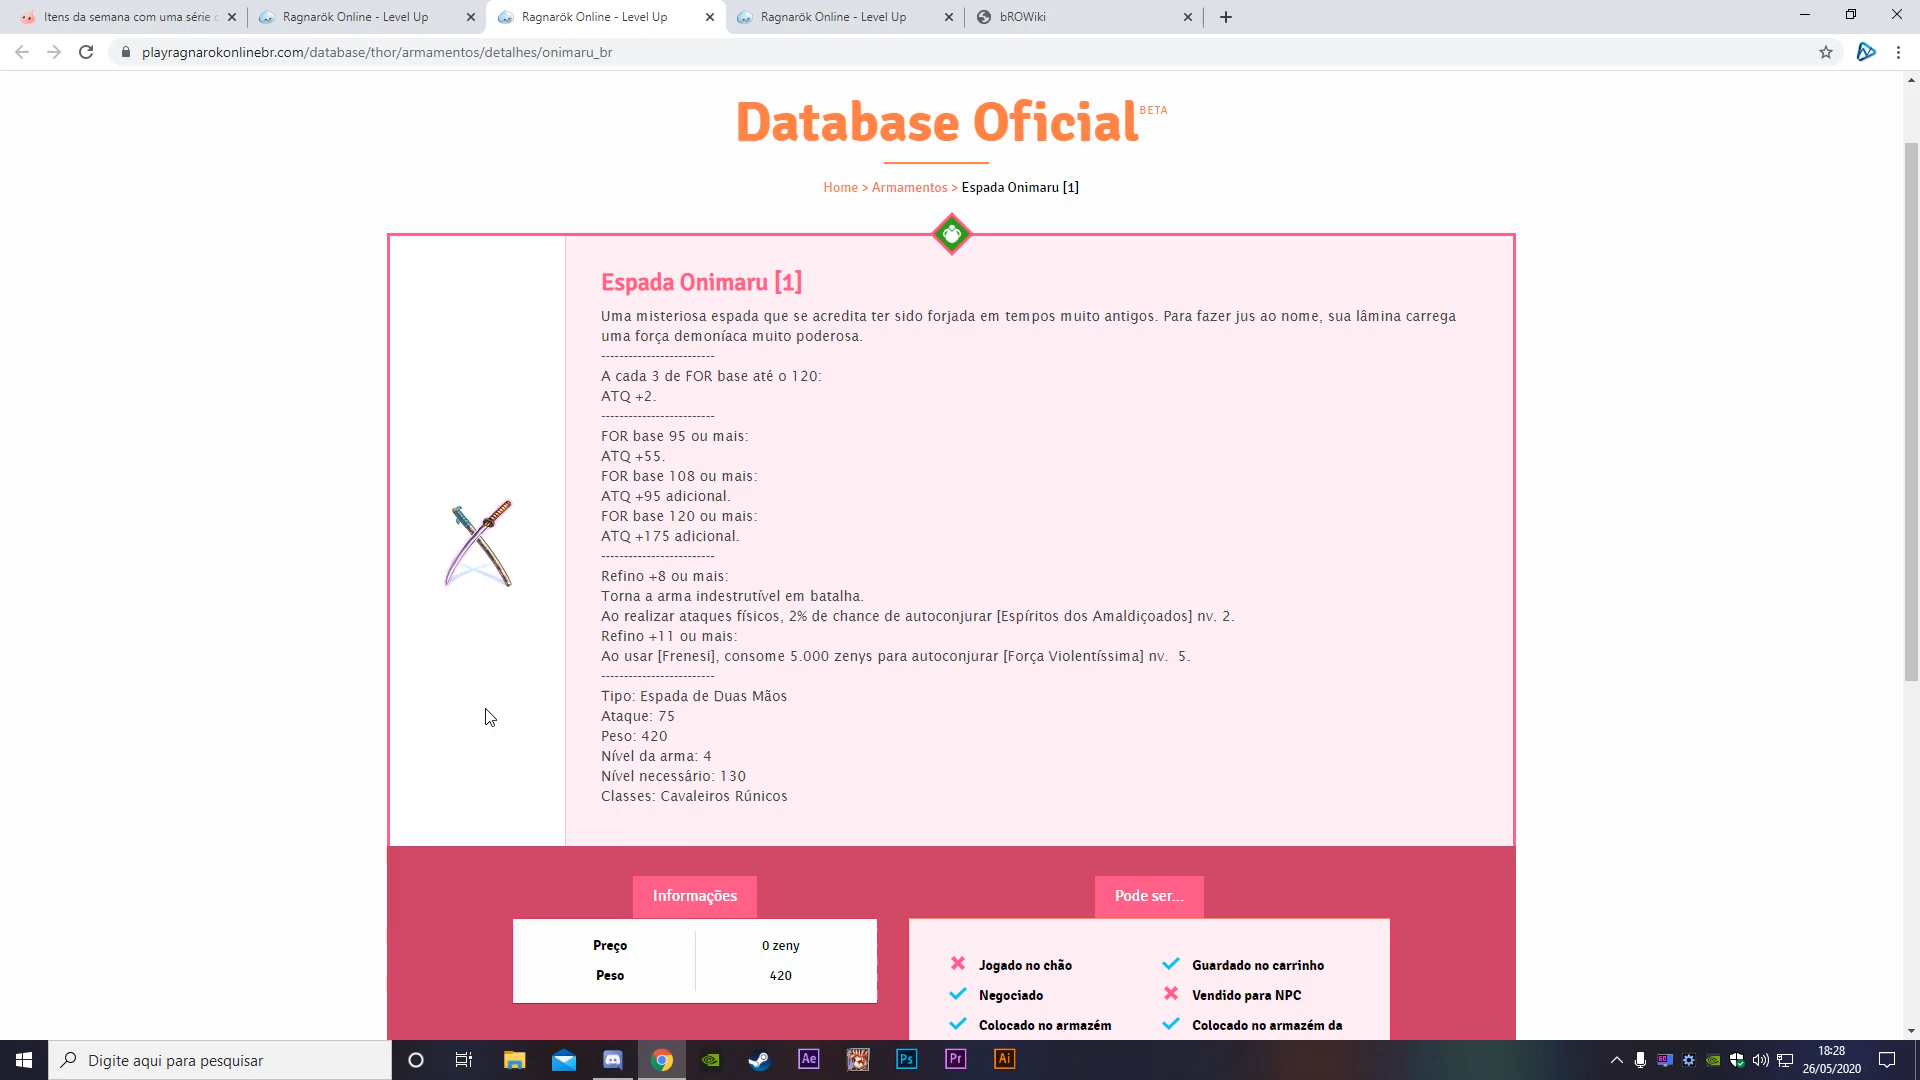 Itens da semana com uma série
Ragnarök Online - Level Up
Ragnarök Online - Level Up
Ragnarök Online - Level Up
bROWiki
playragnarokonlinebr.com/database/thor/armamentos/detalhes/onimaru_br
Database Oficial BETA
Home > Armamentos > Espada Onimaru [1]
Espada Onimaru [1]
Uma misteriosa espada que se acredita ter sido forjada em tempos muito antigos. Para fazer jus ao nome, sua lâmina carrega
uma força demoníaca muito poderosa.
-------------------------
A cada 3 de FOR base até o 120:
ATQ +2.
-------------------------
FOR base 95 ou mais:
ATQ +55.
FOR base 108 ou mais:
ATQ +95 adicional.
FOR base 120 ou mais:
ATQ +175 adicional.
-------------------------
Refino +8 ou mais:
Torna a arma indestrutível em batalha.
Ao realizar ataques físicos, 2% de chance de autoconjurar [Espíritos dos Amaldiçoados] nv. 2.
Refino +11 ou mais:
Ao usar [Frenesi], consome 5.000 zenys para autoconjurar [Força Violentíssima] nv.  5.
-------------------------
Tipo: Espada de Duas Mãos
Ataque: 75
Peso: 420
Nível da arma: 4
Nível necessário: 130
Classes: Cavaleiros Rúnicos
Informações
Preço 0 zeny
Peso 420
Pode ser...
Jogado no chão
Guardado no carrinho
Negociado
Vendido para NPC
Colocado no armazém
Colocado no armazém da
Digite aqui para pesquisar
Ae
Ps
Pr
Ai
18:28
26/05/2020